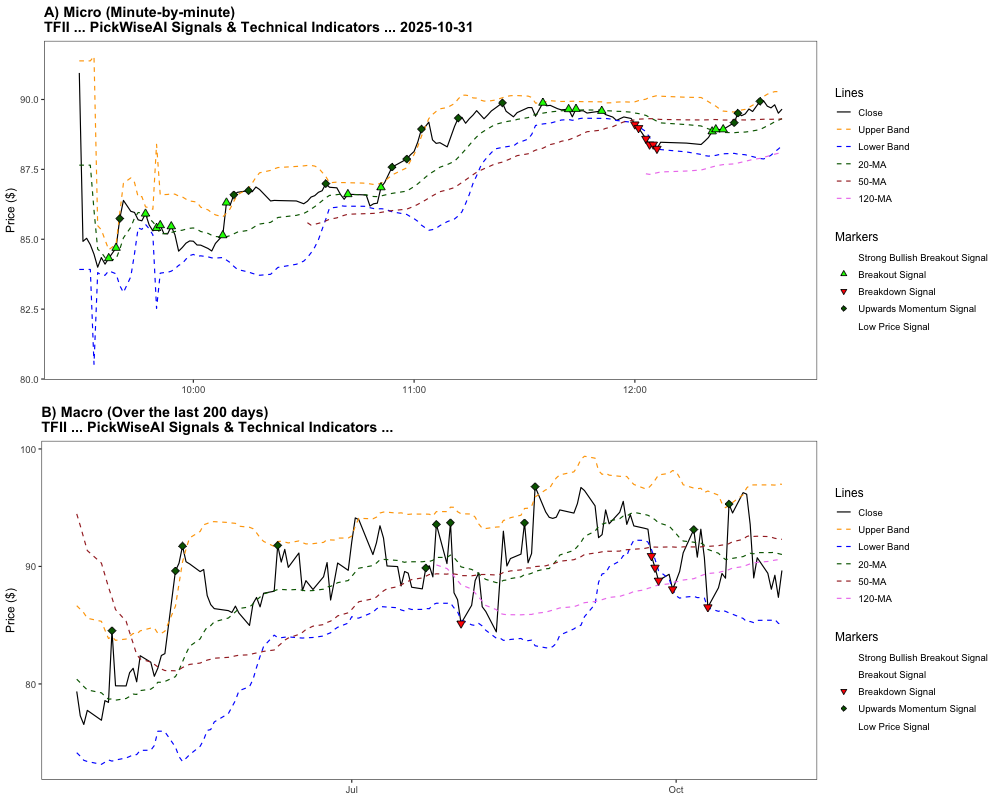 A) Micro (Minute-by-minute)
TFII ... PickWiseAI Signals & Technical Indicators ... 2025-10-31
Price ($)
90.0
87.5
85.0
82.5
80.0
10:00
11:00
12:00
Lines
Close
Upper Band
Lower Band
20-MA
50-MA
120-MA
Markers
Strong Bullish Breakout Signal
Breakout Signal
Breakdown Signal
Upwards Momentum Signal
Low Price Signal
B) Macro (Over the last 200 days)
TFII ... PickWiseAI Signals & Technical Indicators ...
Price ($)
100
90
80
Jul
Oct
Lines
Close
Upper Band
Lower Band
20-MA
50-MA
120-MA
Markers
Strong Bullish Breakout Signal
Breakout Signal
Breakdown Signal
Upwards Momentum Signal
Low Price Signal